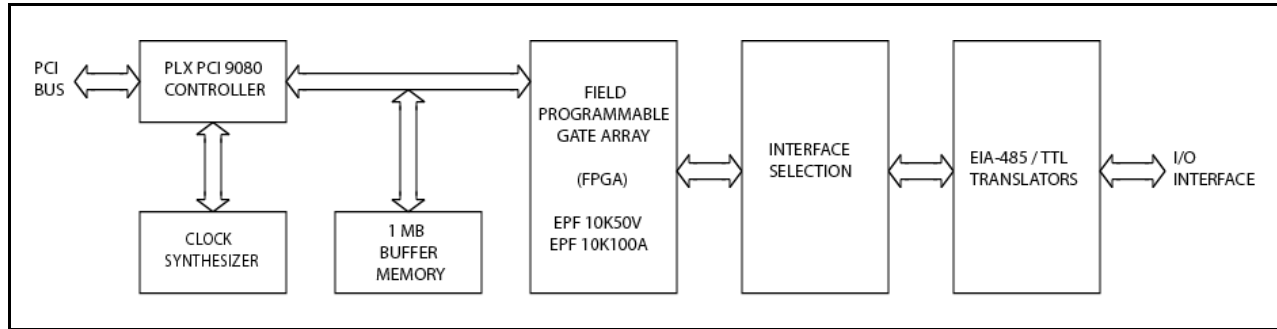 PCI
BUS
PLX PCI 9080
CONTROLLER
CLOCK
SYNTHESIZER
1 MB
BUFFER
MEMORY
FIELD
PROGRAMMABLE
GATE ARRAY
(FPGA)
EPF 10K50V
EPF 10K100A
INTERFACE
SELECTION
EIA-485 / TTL
TRANSLATORS
I/O
INTERFACE